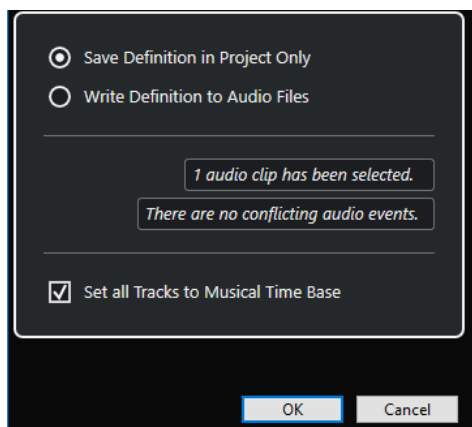 Save Definition in Project Only
Write Definition to Audio Files
1 audio clip has been selected.
There are no conflicting audio events.
Set all Tracks to Musical Time Base
OK Cancel